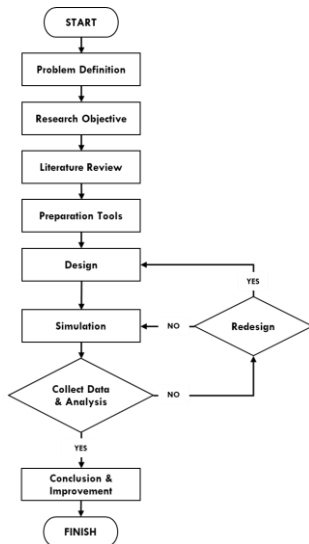 START
Problem Definition
Research Objective
Literature Review
Preparation Tools
Design
YES
Simulation
NO
Redesign
Collect Data
& Analysis
NO
YES
Conclusion &
Improvement
FINISH